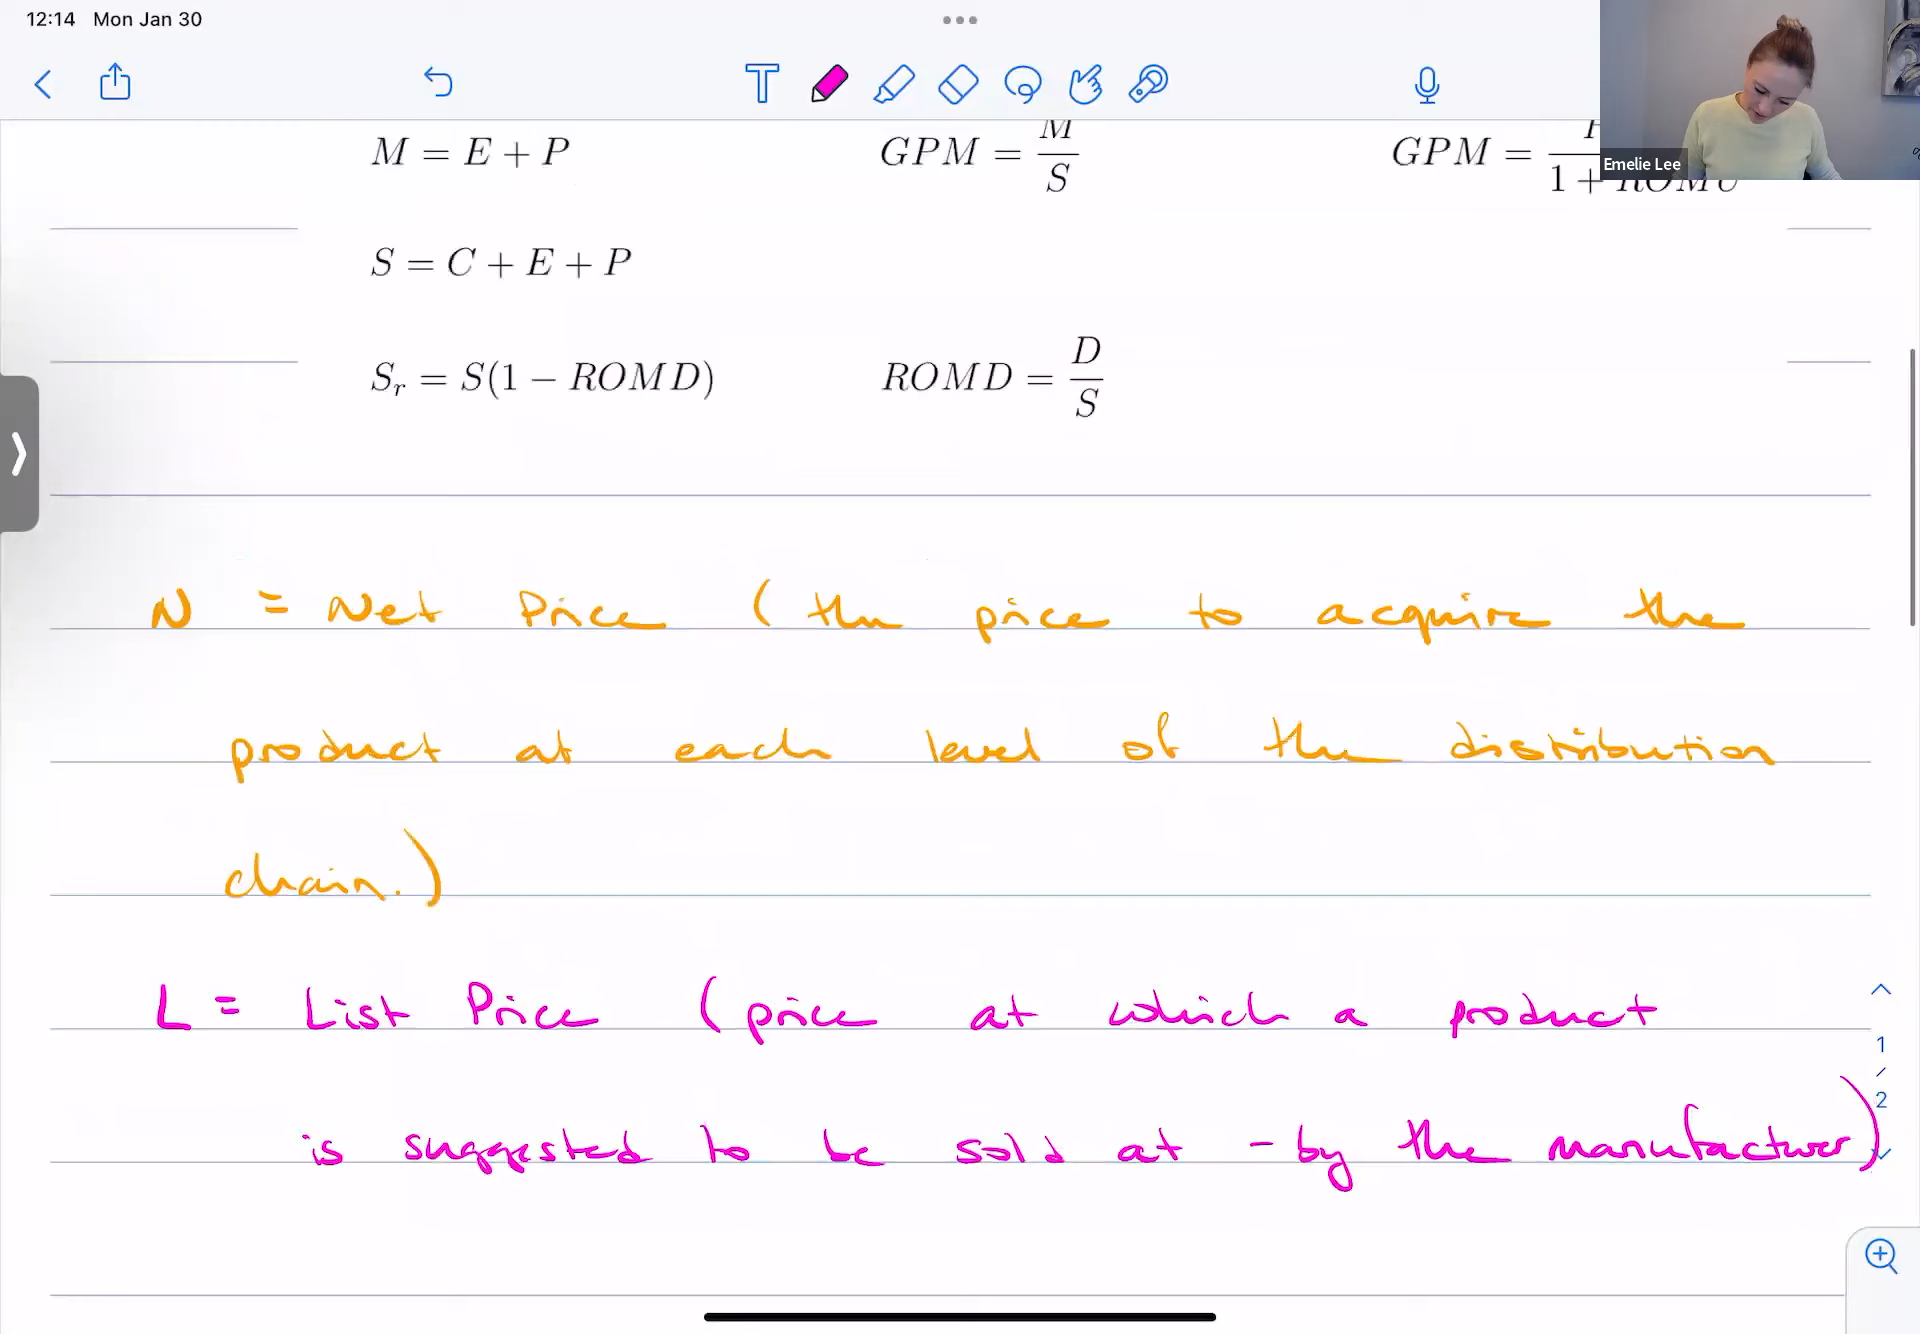 12:14 Mon Jan 30
Emelie Lee
M = E + P GPM = M/S GPM = 1 + ROMU
S = C + E + P
S_r = S(1 − ROMD) ROMD = D/S
N = Net Price (the price to acquire the
product at each level of the distribution
chain.)
L = List Price (price at which a product
is suggested to be sold at - by the manufacturer)
1
/
2